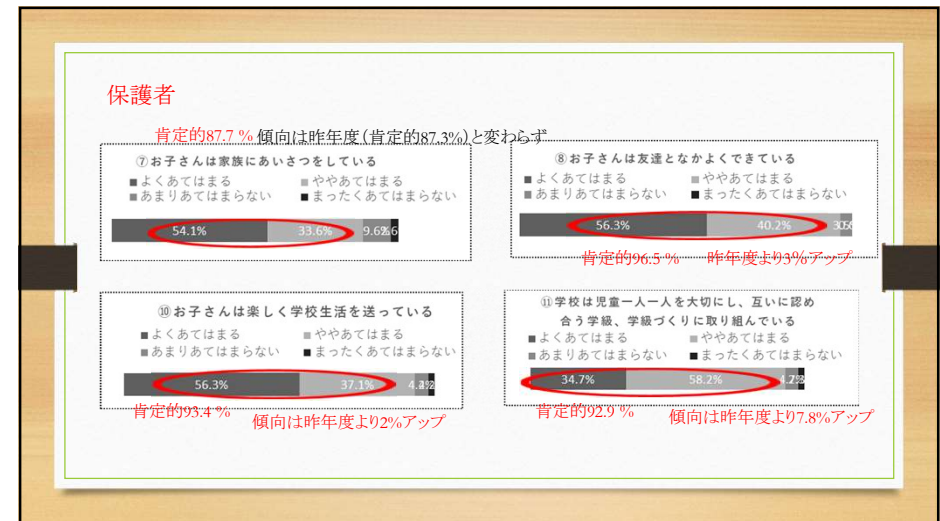 保護者
肯定的87.7 % 傾向は昨年度(肯定的87.3%)と変わらず
⑦お子さんは家族にあいさつをしている
■よくあてはまる ■ややあてはまる
■あまりあてはまらない ■まったくあてはまらない
54.1% 33.6% 9.6%
⑧お子さんは友達となかよくできている
■よくあてはまる ■ややあてはまる
■あまりあてはまらない ■まったくあてはまらない
56.3% 40.2%
肯定的96.5 % 昨年度より3%アップ
⑩お子さんは楽しく学校生活を送っている
■よくあてはまる ■ややあてはまる
■あまりあてはまらない ■まったくあてはまらない
56.3% 37.1%
肯定的93.4 % 傾向は昨年度より2%アップ
⑪学校は児童一人一人を大切にし、互いに認め
合う学級、学級づくりに取り組んでいる
■よくあてはまる ■ややあてはまる
■あまりあてはまらない ■まったくあてはまらない
34.7% 58.2%
肯定的92.9 % 傾向は昨年度より7.8%アップ